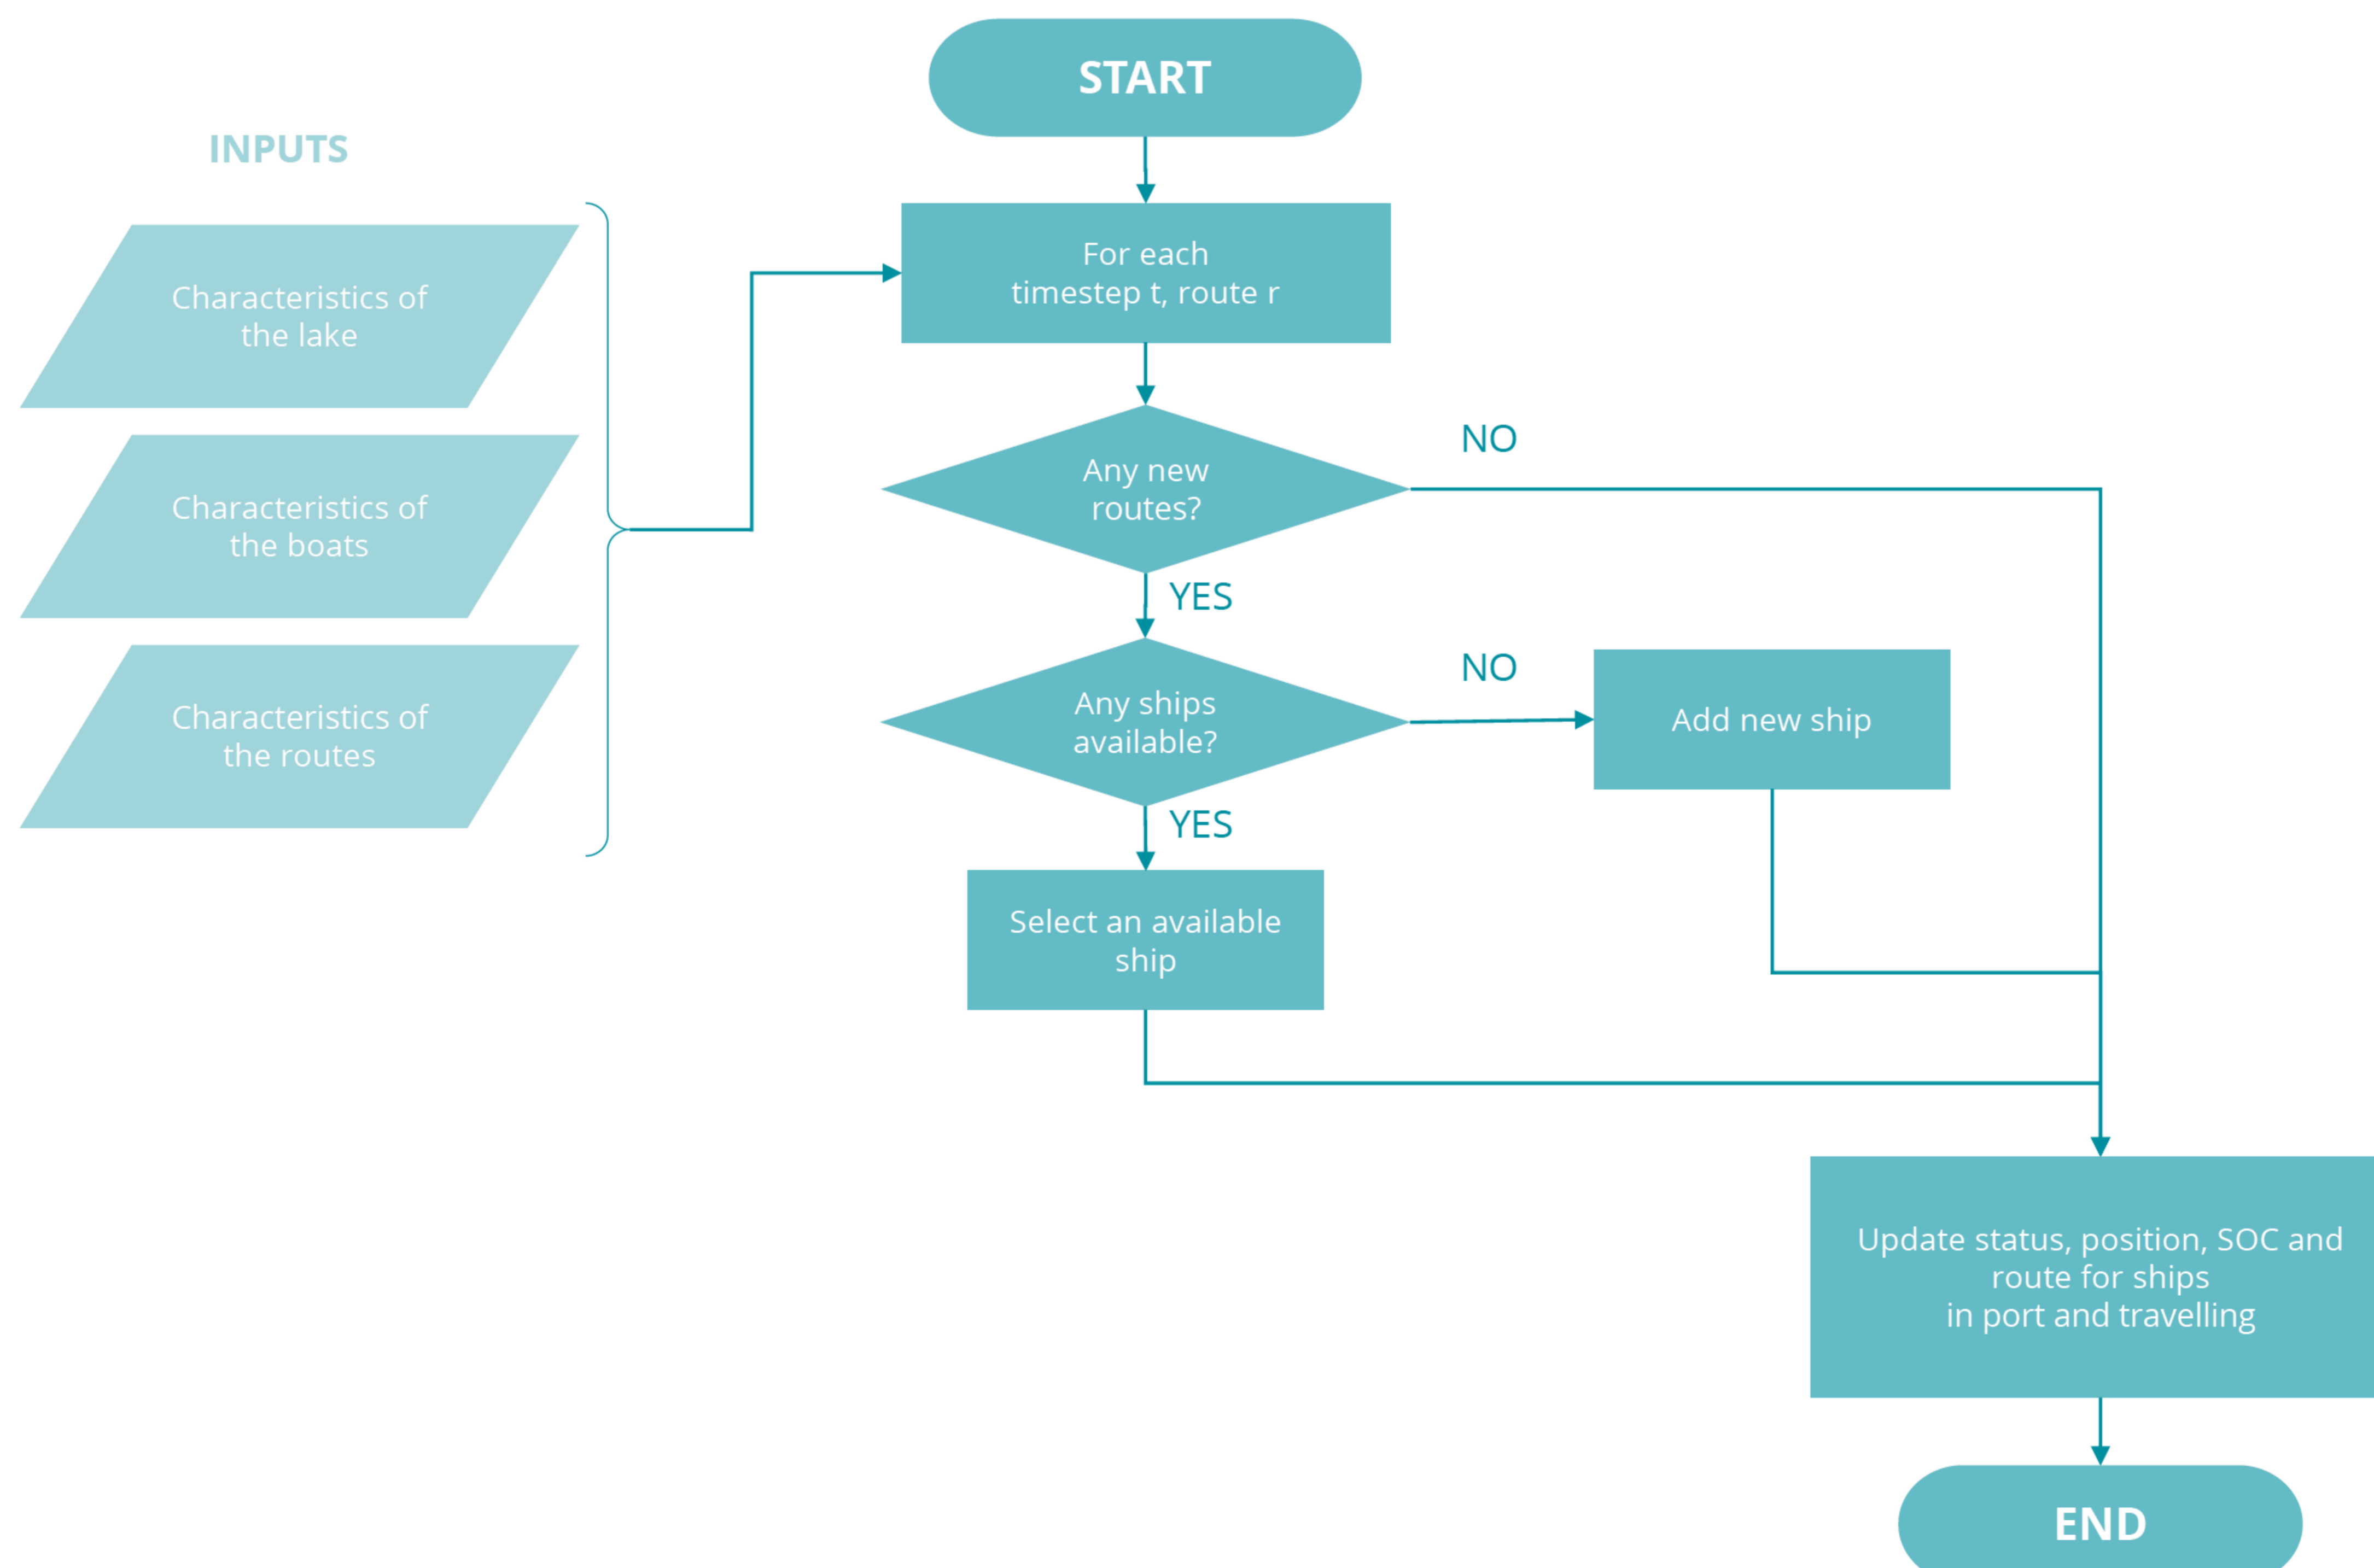 START
INPUTS
Characteristics of
the lake
Characteristics of
the boats
Characteristics of
the routes
For each
timestep t, route r
Any new
routes?
NO
YES
Any ships
available?
NO
Add new ship
YES
Select an available
ship
Update status, position, SOC and
route for ships
in port and travelling
END